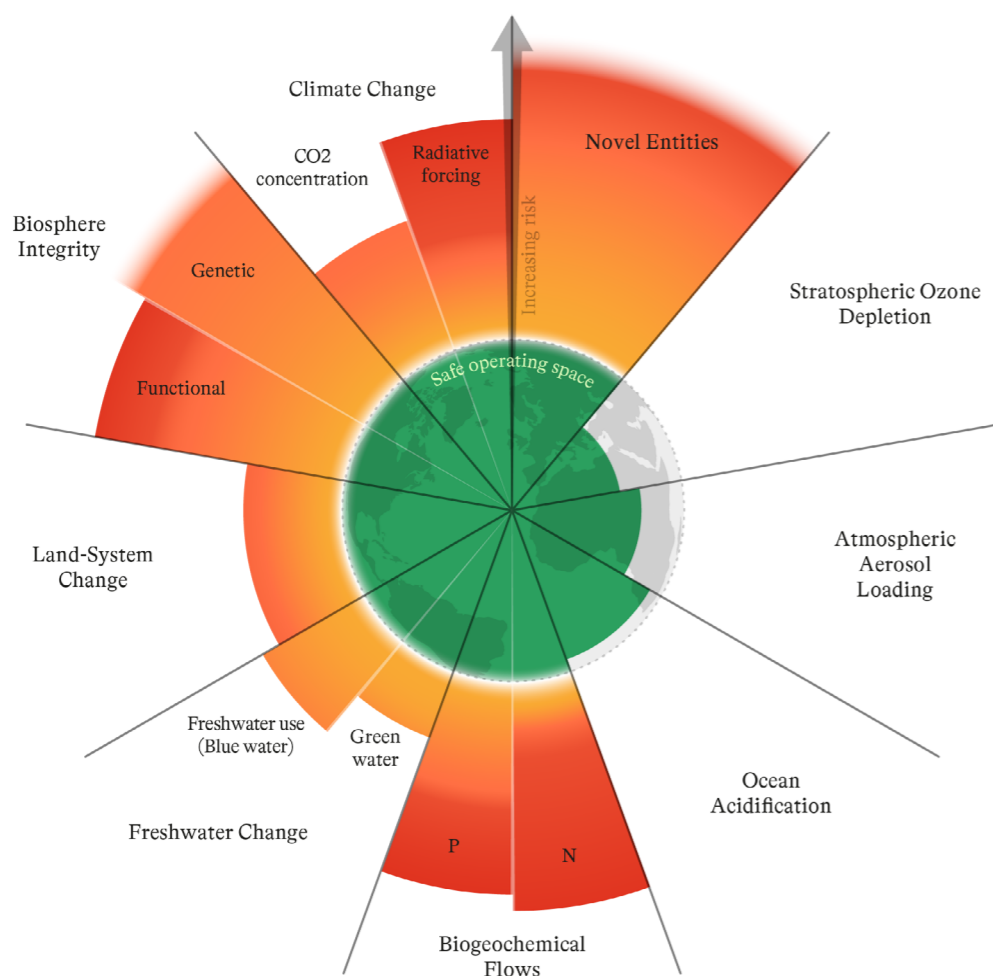 Climate Change
Novel Entities
CO2
concentration
Radiative
forcing
Increasing risk
Biosphere
Integrity
Genetic
Functional
Stratospheric Ozone
Depletion
Safe operating space
Land-System
Change
Atmospheric
Aerosol
Loading
Freshwater use
(Blue water)
Green
water
Freshwater Change
Ocean
Acidification
P
N
Biogeochemical
Flows